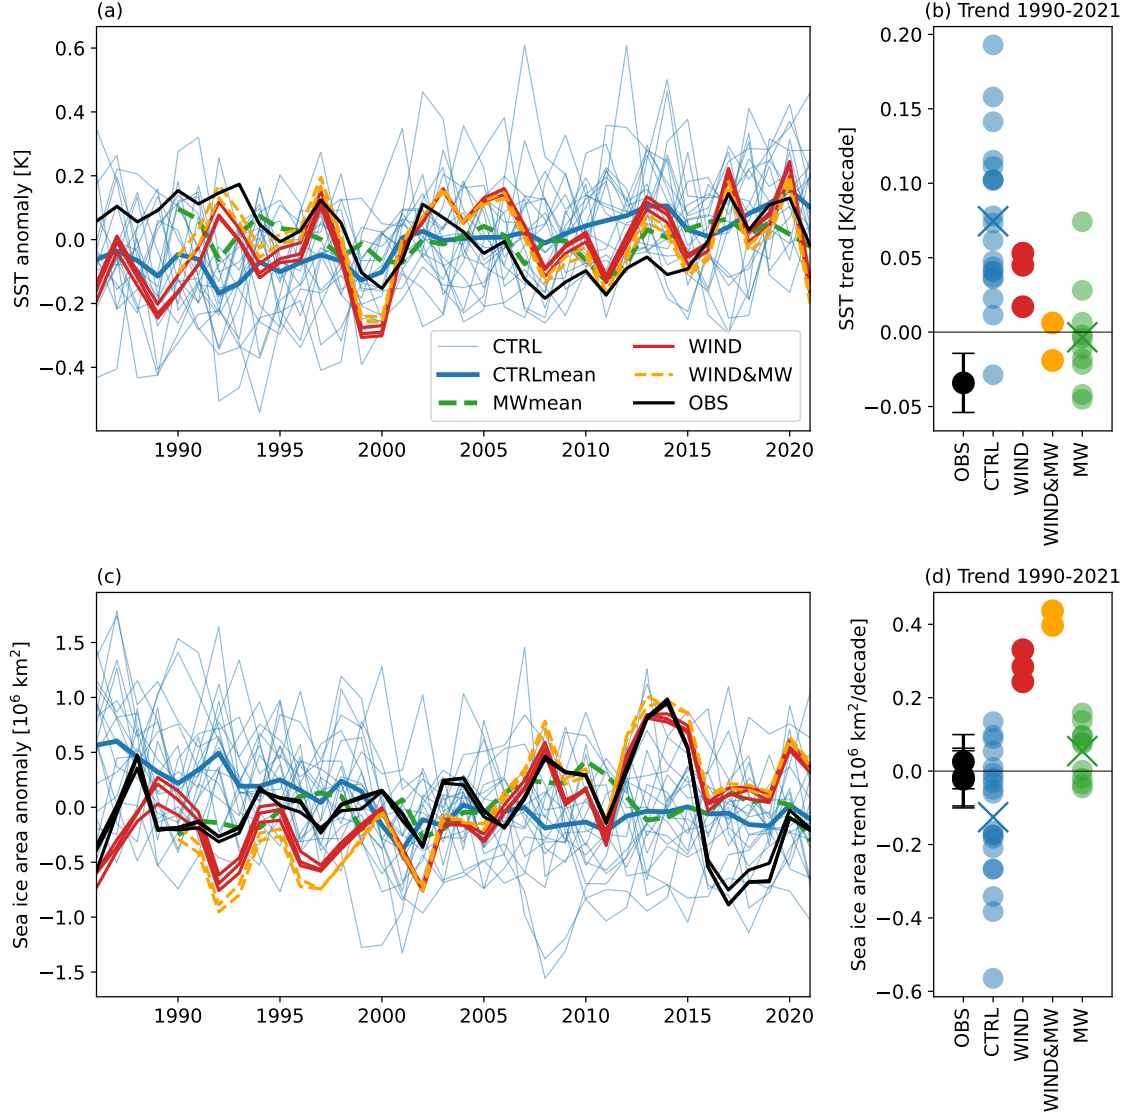 (a)
(b) Trend 1990-2021
SST anomaly [K]
0.6
0.4
0.2
0.0
−0.2
−0.4
1990
1995
2000
2005
2010
2015
2020
CTRL
CTRLmean
MWmean
WIND
WIND&MW
OBS
SST trend [K/decade]
0.20
0.15
0.10
0.05
0.00
−0.05
OBS
CTRL
WIND
WIND&MW
MW
(c)
(d) Trend 1990-2021
Sea ice area anomaly [10⁶ km²]
1.5
1.0
0.5
0.0
−0.5
−1.0
−1.5
1990
1995
2000
2005
2010
2015
2020
Sea ice area trend [10⁶ km²/decade]
0.4
0.2
0.0
−0.2
−0.4
−0.6
OBS
CTRL
WIND
WIND&MW
MW